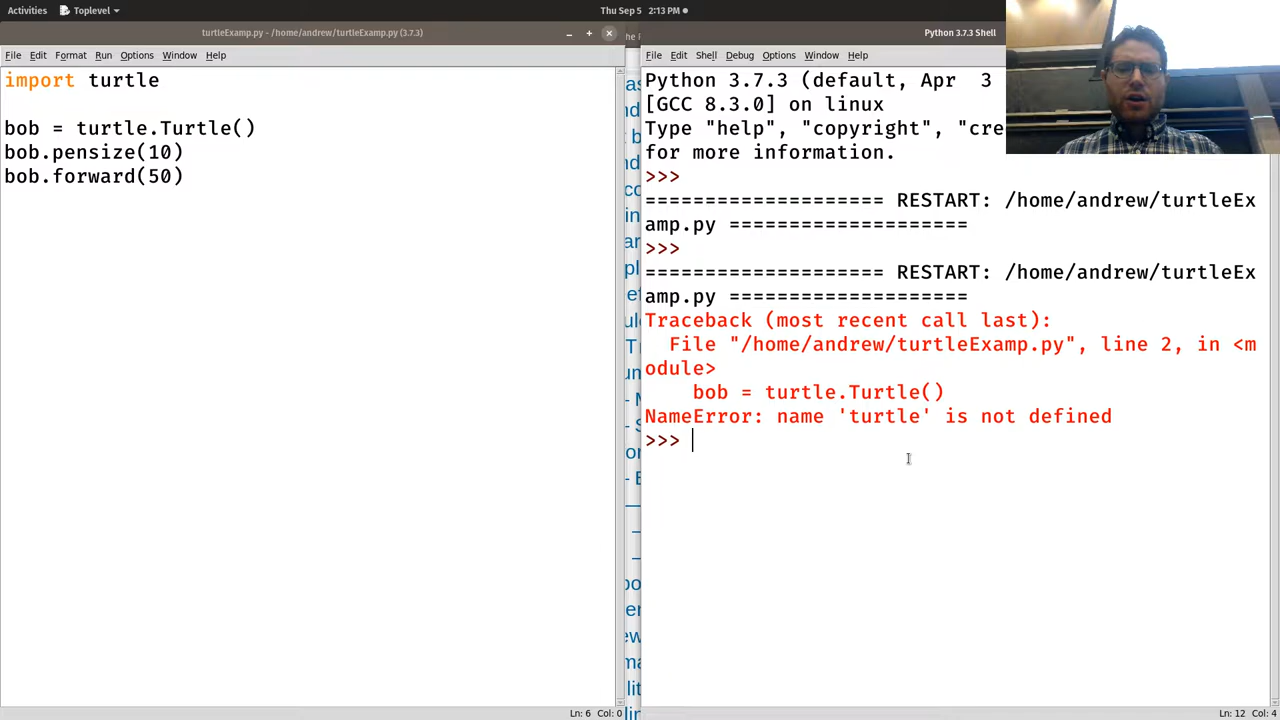 Activities
Toplevel
Thu Sep 5 2:13 PM
turtleExamp.py - /home/andrew/turtleExamp.py (3.7.3)
File Edit Format Run Options Window Help
import turtle
bob = turtle.Turtle()
bob.pensize(10)
bob.forward(50)
Ln: 6 Col: 0
Python 3.7.3 Shell
File Edit Shell Debug Options Window Help
Python 3.7.3 (default, Apr 3
[GCC 8.3.0] on linux
Type "help", "copyright", "cre
for more information.
>>>
==================== RESTART: /home/andrew/turtleEx
amp.py ====================
>>>
==================== RESTART: /home/andrew/turtleEx
amp.py ====================
Traceback (most recent call last):
File "/home/andrew/turtleExamp.py", line 2, in <m
odule>
bob = turtle.Turtle()
NameError: name 'turtle' is not defined
>>>
Ln: 12 Col: 4